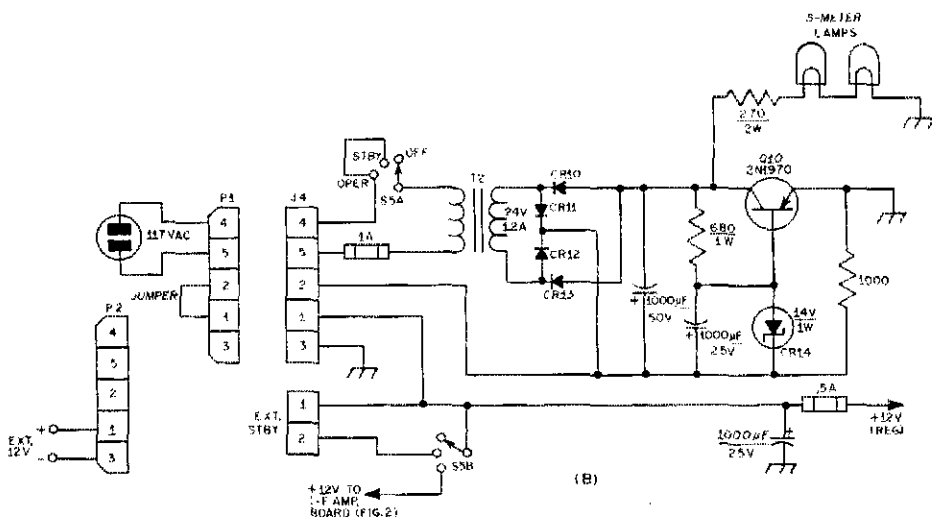 S-METER
LAMPS
270
2W
STBY
OFF
OPER
S5A
T2
CR10
Q10
2N1970
P1
J4
117 VAC
4
5
2
1
3
JUMPER
4
5
2
1
3
1A
24V
1.2A
CR11
CR12
CR13
680
1W
1000
+ 1000µF
50V
+ 1000µF
25V
14V
1W
CR14
P2
4
5
2
1
3
EXT.
12V
+
-
EXT.
STBY
1
2
S5B
.5A
+12V
(REG)
1000µF
25V
+
(B)
+12V TO
I-F AMP.
BOARD (FIG.2)